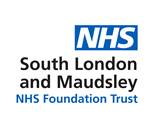 NHS
South London
and Maudsley
NHS Foundation Trust